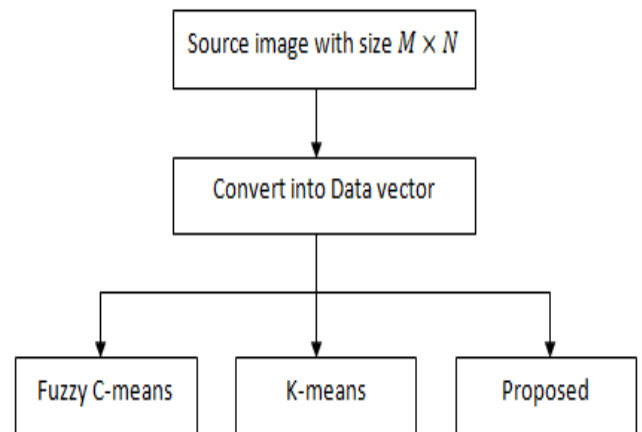 Source image with size M × N
Convert into Data vector
Fuzzy C-means
K-means
Proposed